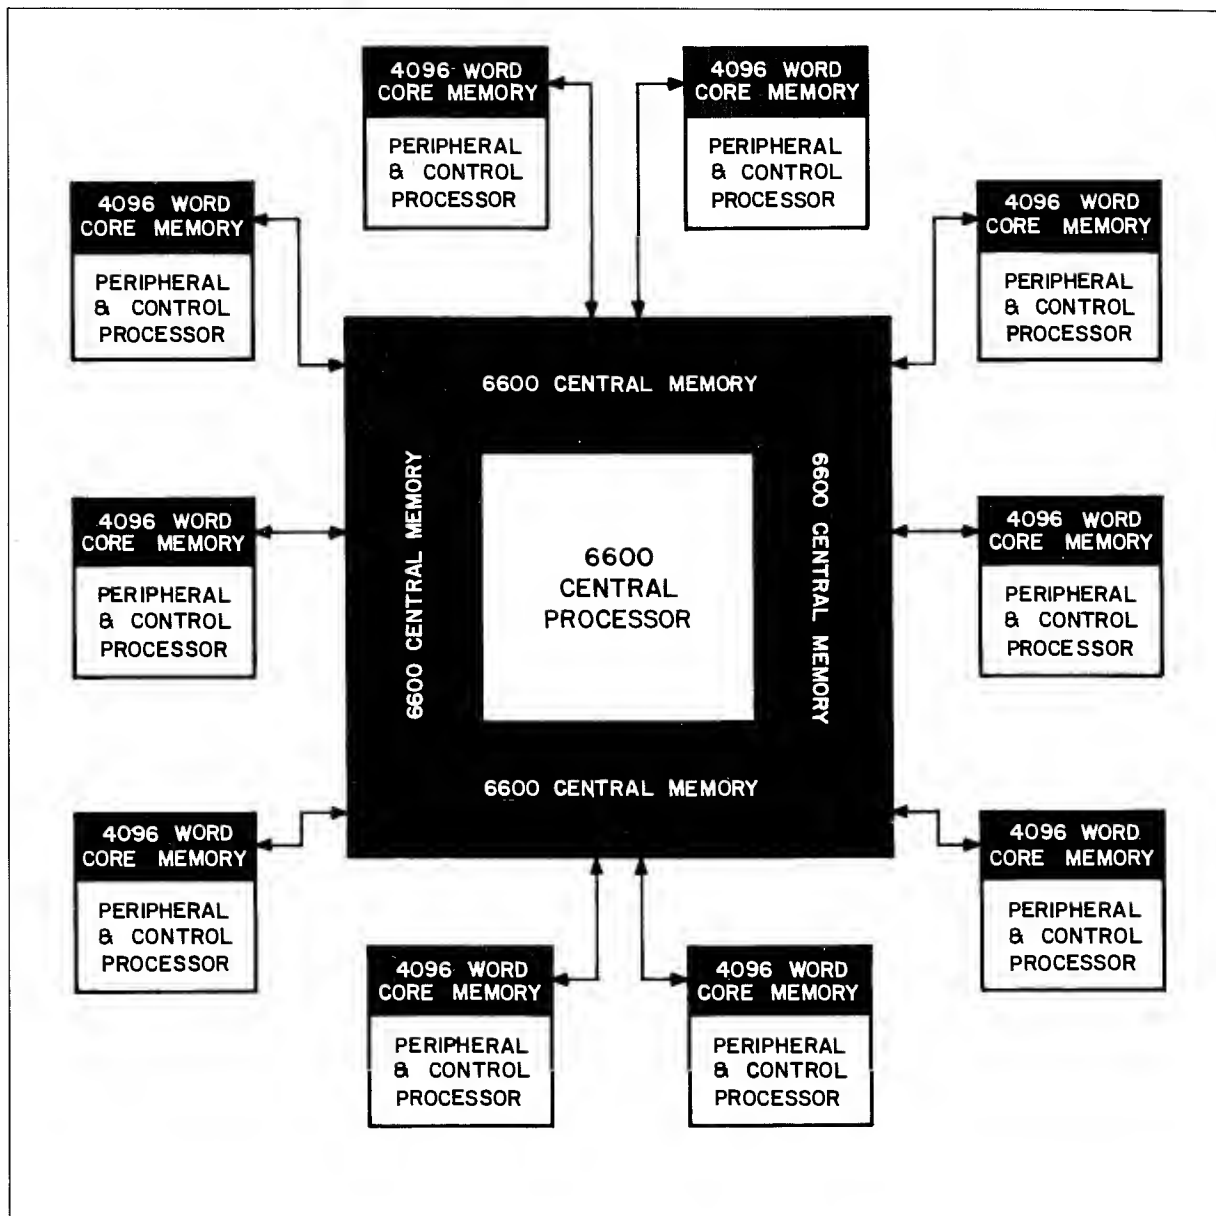 4096 WORD
CORE MEMORY
PERIPHERAL
& CONTROL
PROCESSOR
4096 WORD
CORE MEMORY
PERIPHERAL
& CONTROL
PROCESSOR
4096 WORD
CORE MEMORY
PERIPHERAL
& CONTROL
PROCESSOR
4096 WORD
CORE MEMORY
PERIPHERAL
& CONTROL
PROCESSOR
6600 CENTRAL MEMORY
6600 CENTRAL MEMORY
6600 CENTRAL MEMORY
6600
CENTRAL
PROCESSOR
4096 WORD
CORE MEMORY
PERIPHERAL
& CONTROL
PROCESSOR
4096 WORD
CORE MEMORY
PERIPHERAL
& CONTROL
PROCESSOR
6600 CENTRAL MEMORY
4096 WORD
CORE MEMORY
PERIPHERAL
& CONTROL
PROCESSOR
4096 WORD
CORE MEMORY
PERIPHERAL
& CONTROL
PROCESSOR
4096 WORD
CORE MEMORY
PERIPHERAL
& CONTROL
PROCESSOR
4096 WORD
CORE MEMORY
PERIPHERAL
& CONTROL
PROCESSOR